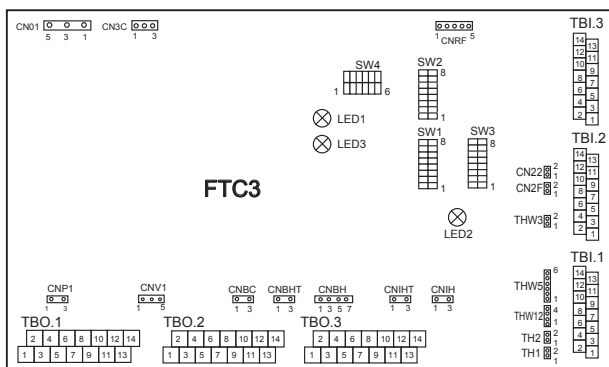 CN01
5 3 1
CN3C
1 3
CNRF
1 5
TBI.3
14 13
12 11
10 9
8 7
6 5
4 3
2 1
SW4
1 6
SW2
8
1
LED1
LED3
SW1
8
1
SW3
8
1
TBI.2
14 13
12 11
10 9
8 7
6 5
4 3
2 1
CN22
2
1
CN2F
2
1
THW3
2
1
FTC3
LED2
TBI.1
14 13
12 11
10 9
8 7
6 5
4 3
2 1
THW5
6
1
THW12
4
1
TH2
2
1
TH1
2
1
CNP1
1 3
CNV1
1 5
CNBC
1 3
CNBHT
1 3
CNBH
1 3 5 7
CNIHT
1 3
CNIH
1 3
TBO.1
2 4 6 8 10 12 14
1 3 5 7 9 11 13
TBO.2
2 4 6 8 10 12 14
1 3 5 7 9 11 13
TBO.3
2 4 6 8 10 12 14
1 3 5 7 9 11 13